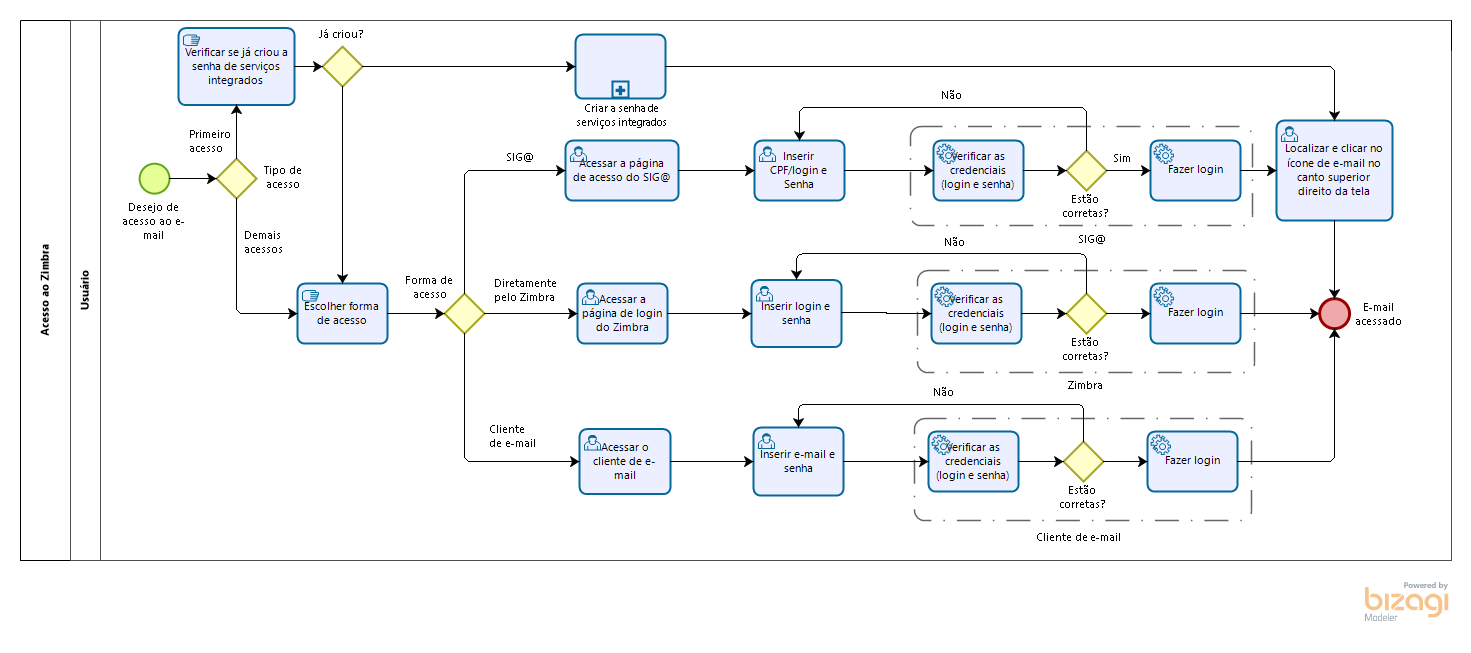 Acesso ao Zimbra
Usuário
Verificar se já criou a
senha de serviços
integrados
Já criou?
Criar a senha de
serviços integrados
Primeiro
acesso
Tipo de
acesso
Desejo de
acesso ao e-
mail
Demais
acessos
Escolher forma
de acesso
Forma de
acesso
SIG@
Acessar a página
de acesso do SIG@
Inserir
CPF/login e
Senha
Não
Verificar as
credenciais
(login e senha)
Estão
corretas?
Sim
Fazer login
SIG@
Localizar e clicar no
ícone de e-mail no
canto superior
direito da tela
Diretamente
pelo Zimbra
Acessar a
página de login
do Zimbra
Inserir login e
senha
Não
Verificar as
credenciais
(login e senha)
Estão
corretas?
Fazer login
Zimbra
E-mail
acessado
Cliente
de e-mail
Acessar o
cliente de e-
mail
Inserir e-mail e
senha
Não
Verificar as
credenciais
(login e senha)
Estão
corretas?
Fazer login
Cliente de e-mail
Powered by
bizagi
Modeler